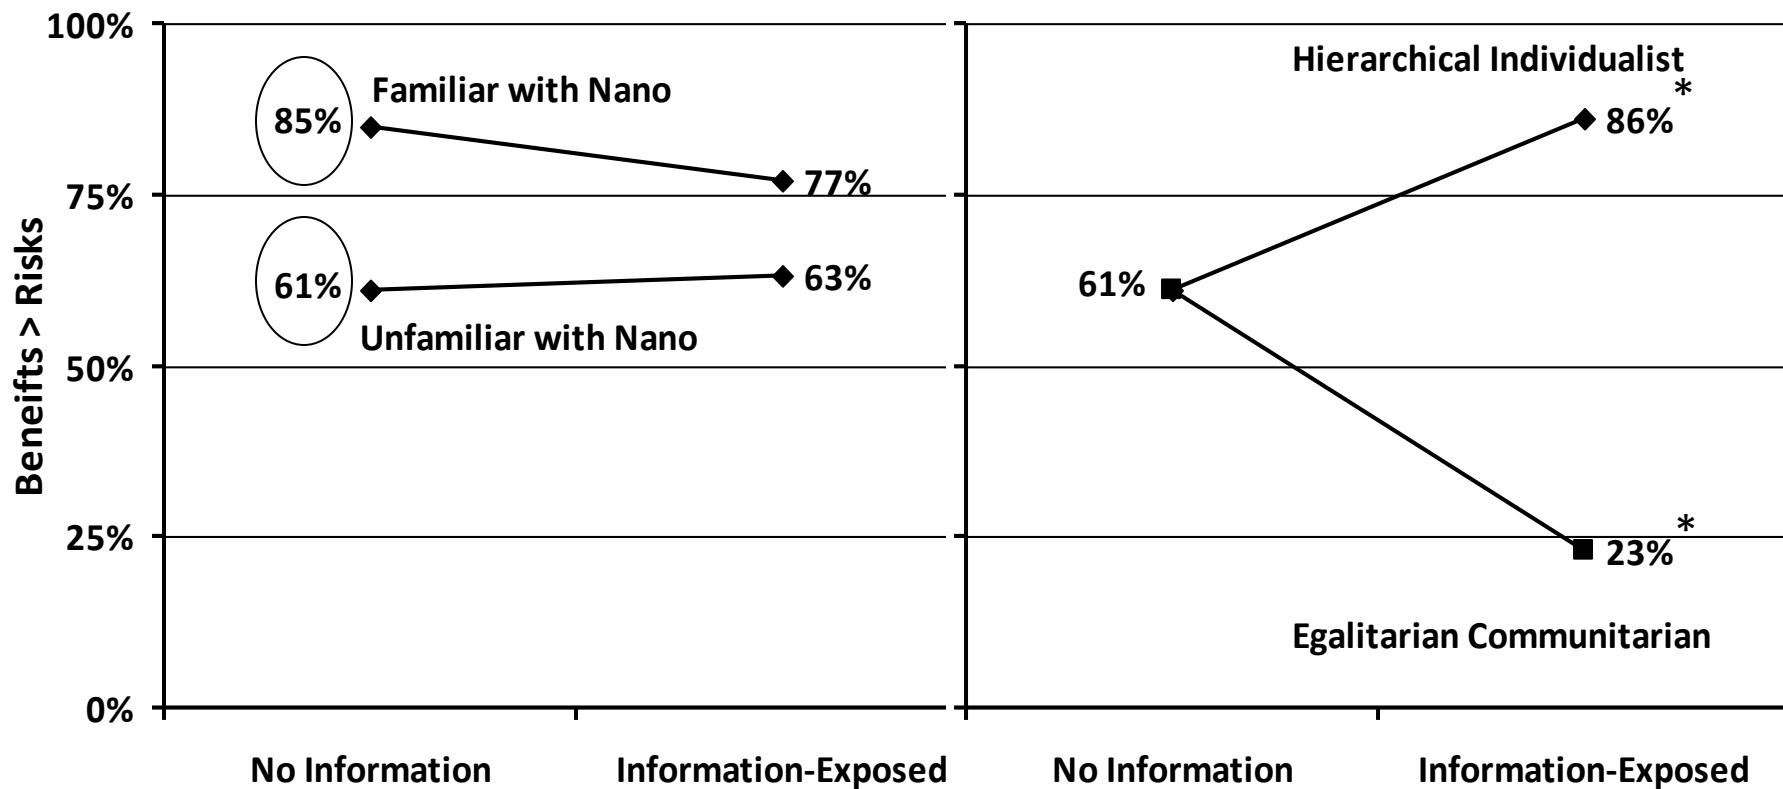 Beneifts > Risks
100%
75%
50%
25%
0%
Familiar with Nano
85%
77%
61%
63%
Unfamiliar with Nano
No Information
Information-Exposed
Hierarchical Individualist
*
86%
61%
*
23%
Egalitarian Communitarian
No Information
Information-Exposed